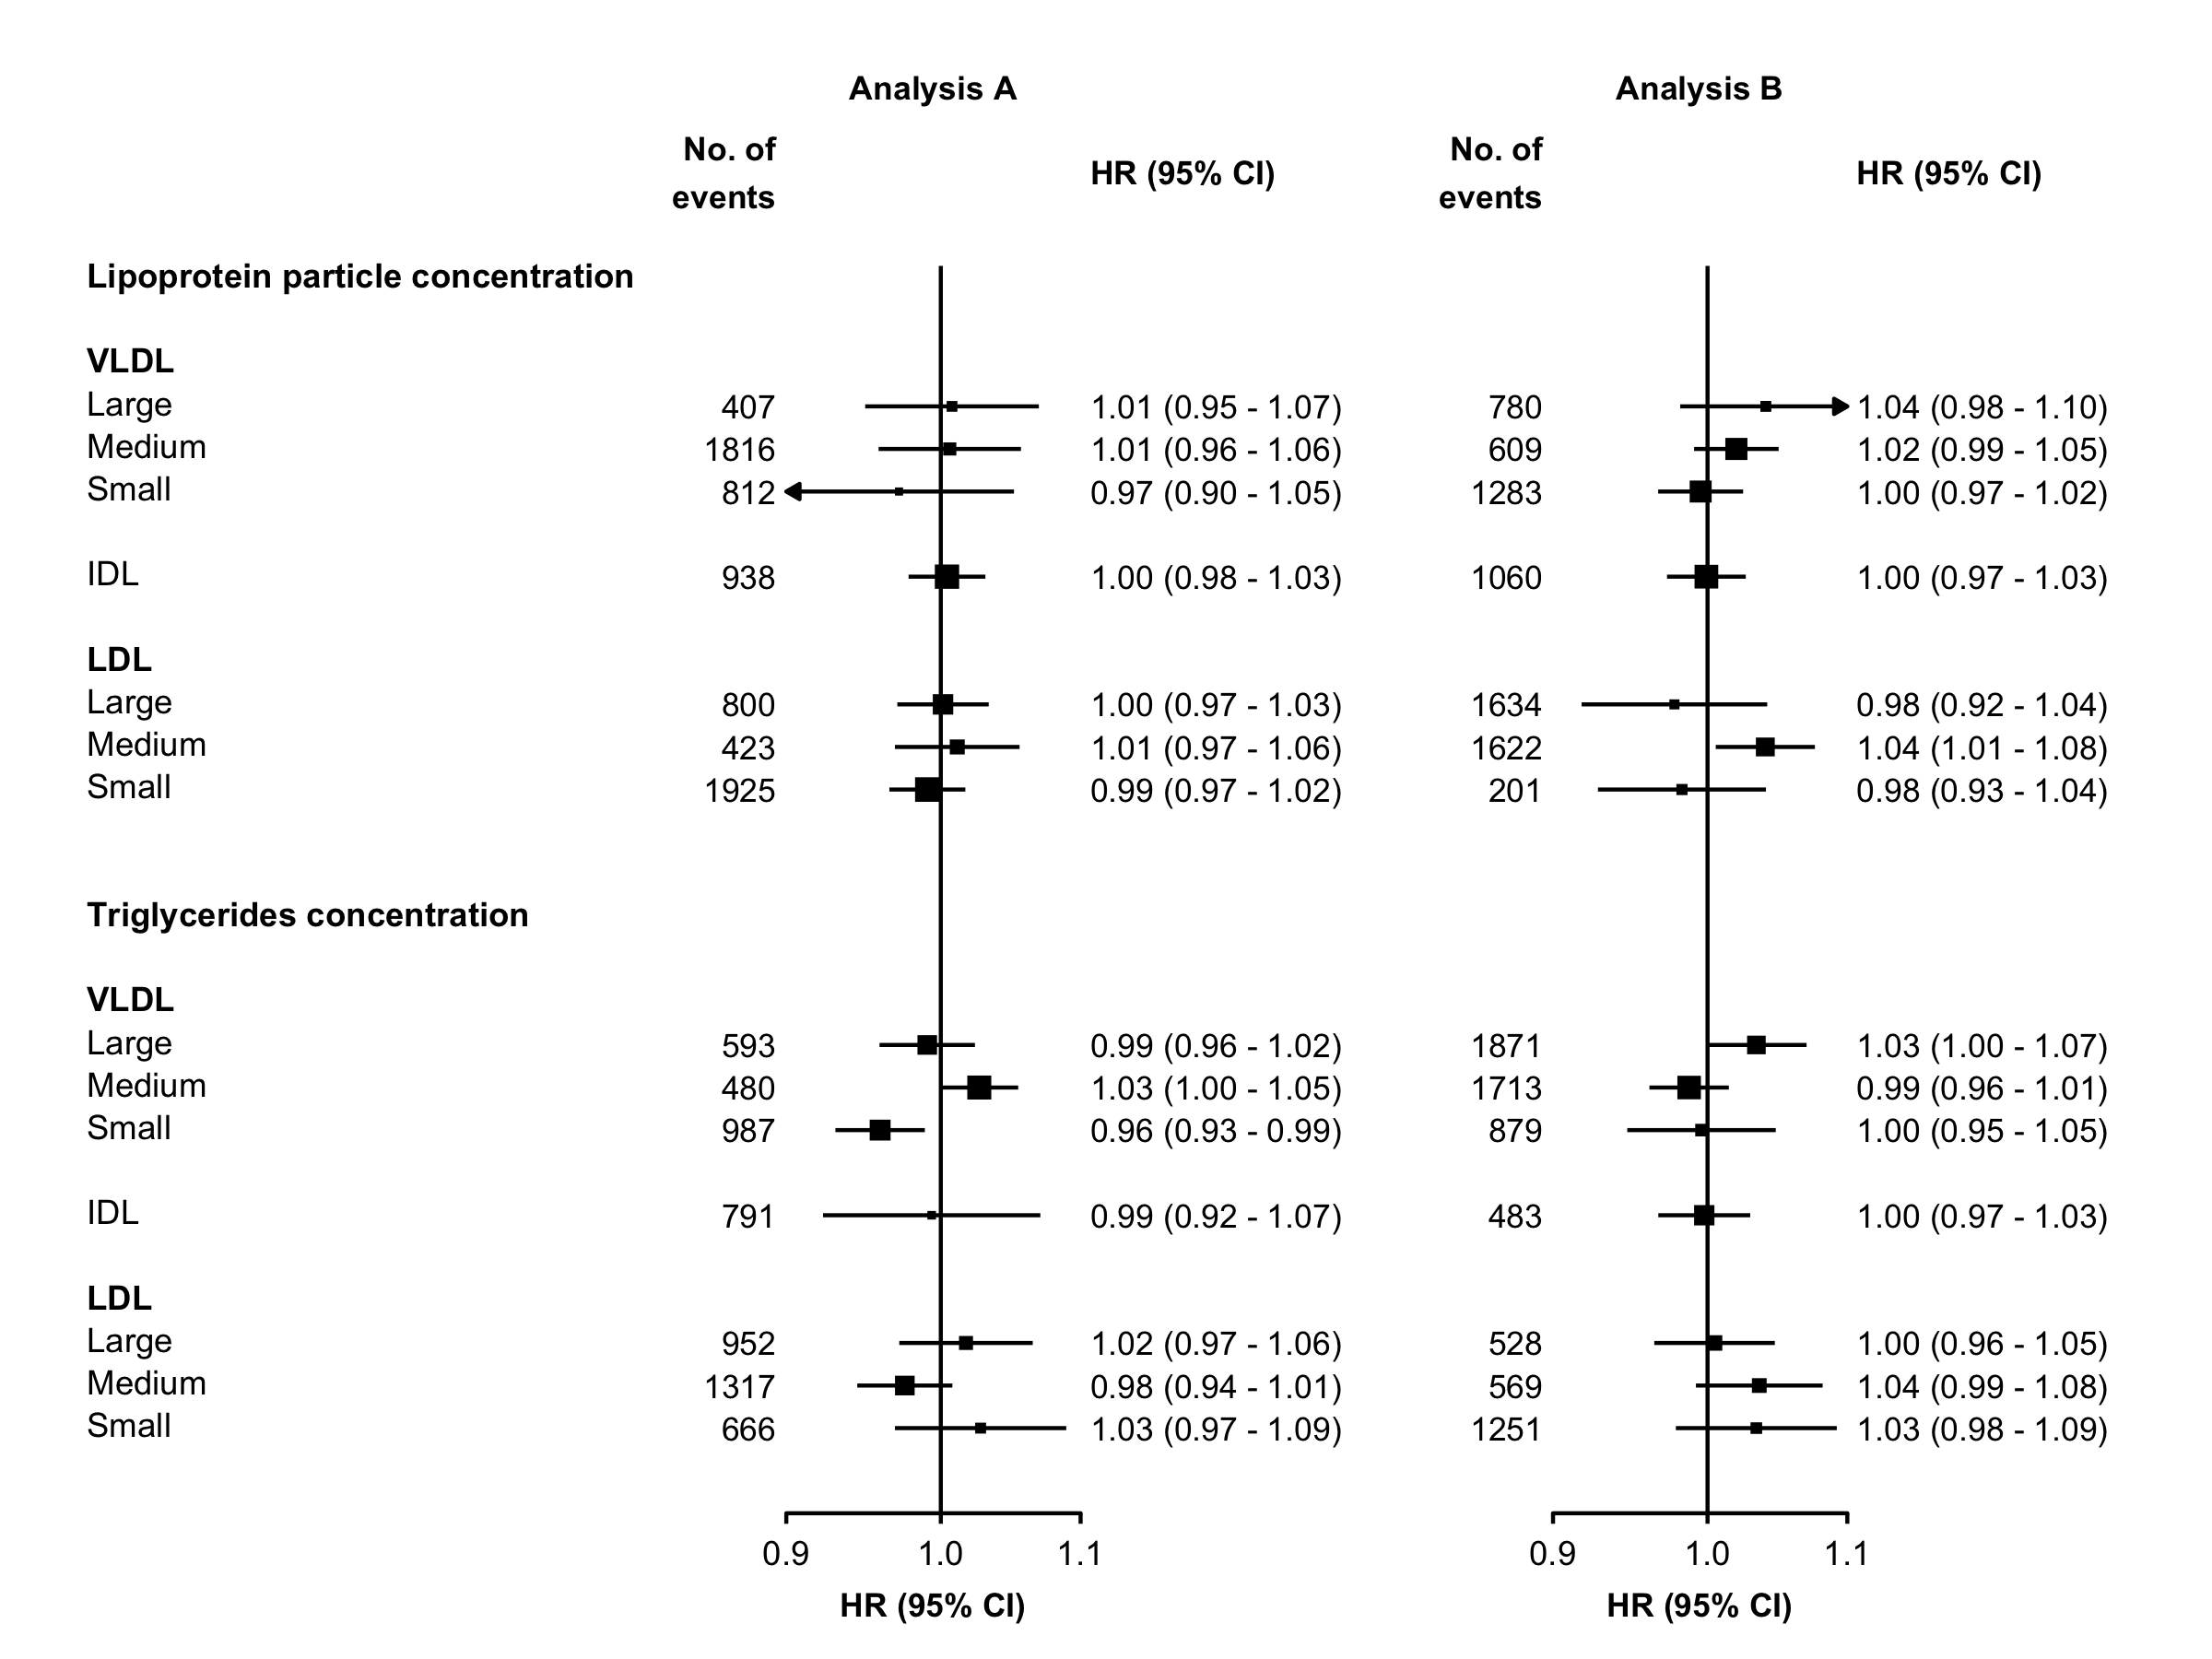 Analysis A Analysis B
No. of events HR (95% CI) No. of events HR (95% CI)
Lipoprotein particle concentration
VLDL
Large 407 1.01 (0.95 - 1.07) 780 1.04 (0.98 - 1.10)
Medium 1816 1.01 (0.96 - 1.06) 609 1.02 (0.99 - 1.05)
Small 812 0.97 (0.90 - 1.05) 1283 1.00 (0.97 - 1.02)
IDL 938 1.00 (0.98 - 1.03) 1060 1.00 (0.97 - 1.03)
LDL
Large 800 1.00 (0.97 - 1.03) 1634 0.98 (0.92 - 1.04)
Medium 423 1.01 (0.97 - 1.06) 1622 1.04 (1.01 - 1.08)
Small 1925 0.99 (0.97 - 1.02) 201 0.98 (0.93 - 1.04)
Triglycerides concentration
VLDL
Large 593 0.99 (0.96 - 1.02) 1871 1.03 (1.00 - 1.07)
Medium 480 1.03 (1.00 - 1.05) 1713 0.99 (0.96 - 1.01)
Small 987 0.96 (0.93 - 0.99) 879 1.00 (0.95 - 1.05)
IDL 791 0.99 (0.92 - 1.07) 483 1.00 (0.97 - 1.03)
LDL
Large 952 1.02 (0.97 - 1.06) 528 1.00 (0.96 - 1.05)
Medium 1317 0.98 (0.94 - 1.01) 569 1.04 (0.99 - 1.08)
Small 666 1.03 (0.97 - 1.09) 1251 1.03 (0.98 - 1.09)
0.9 1.0 1.1 0.9 1.0 1.1
HR (95% CI) HR (95% CI)